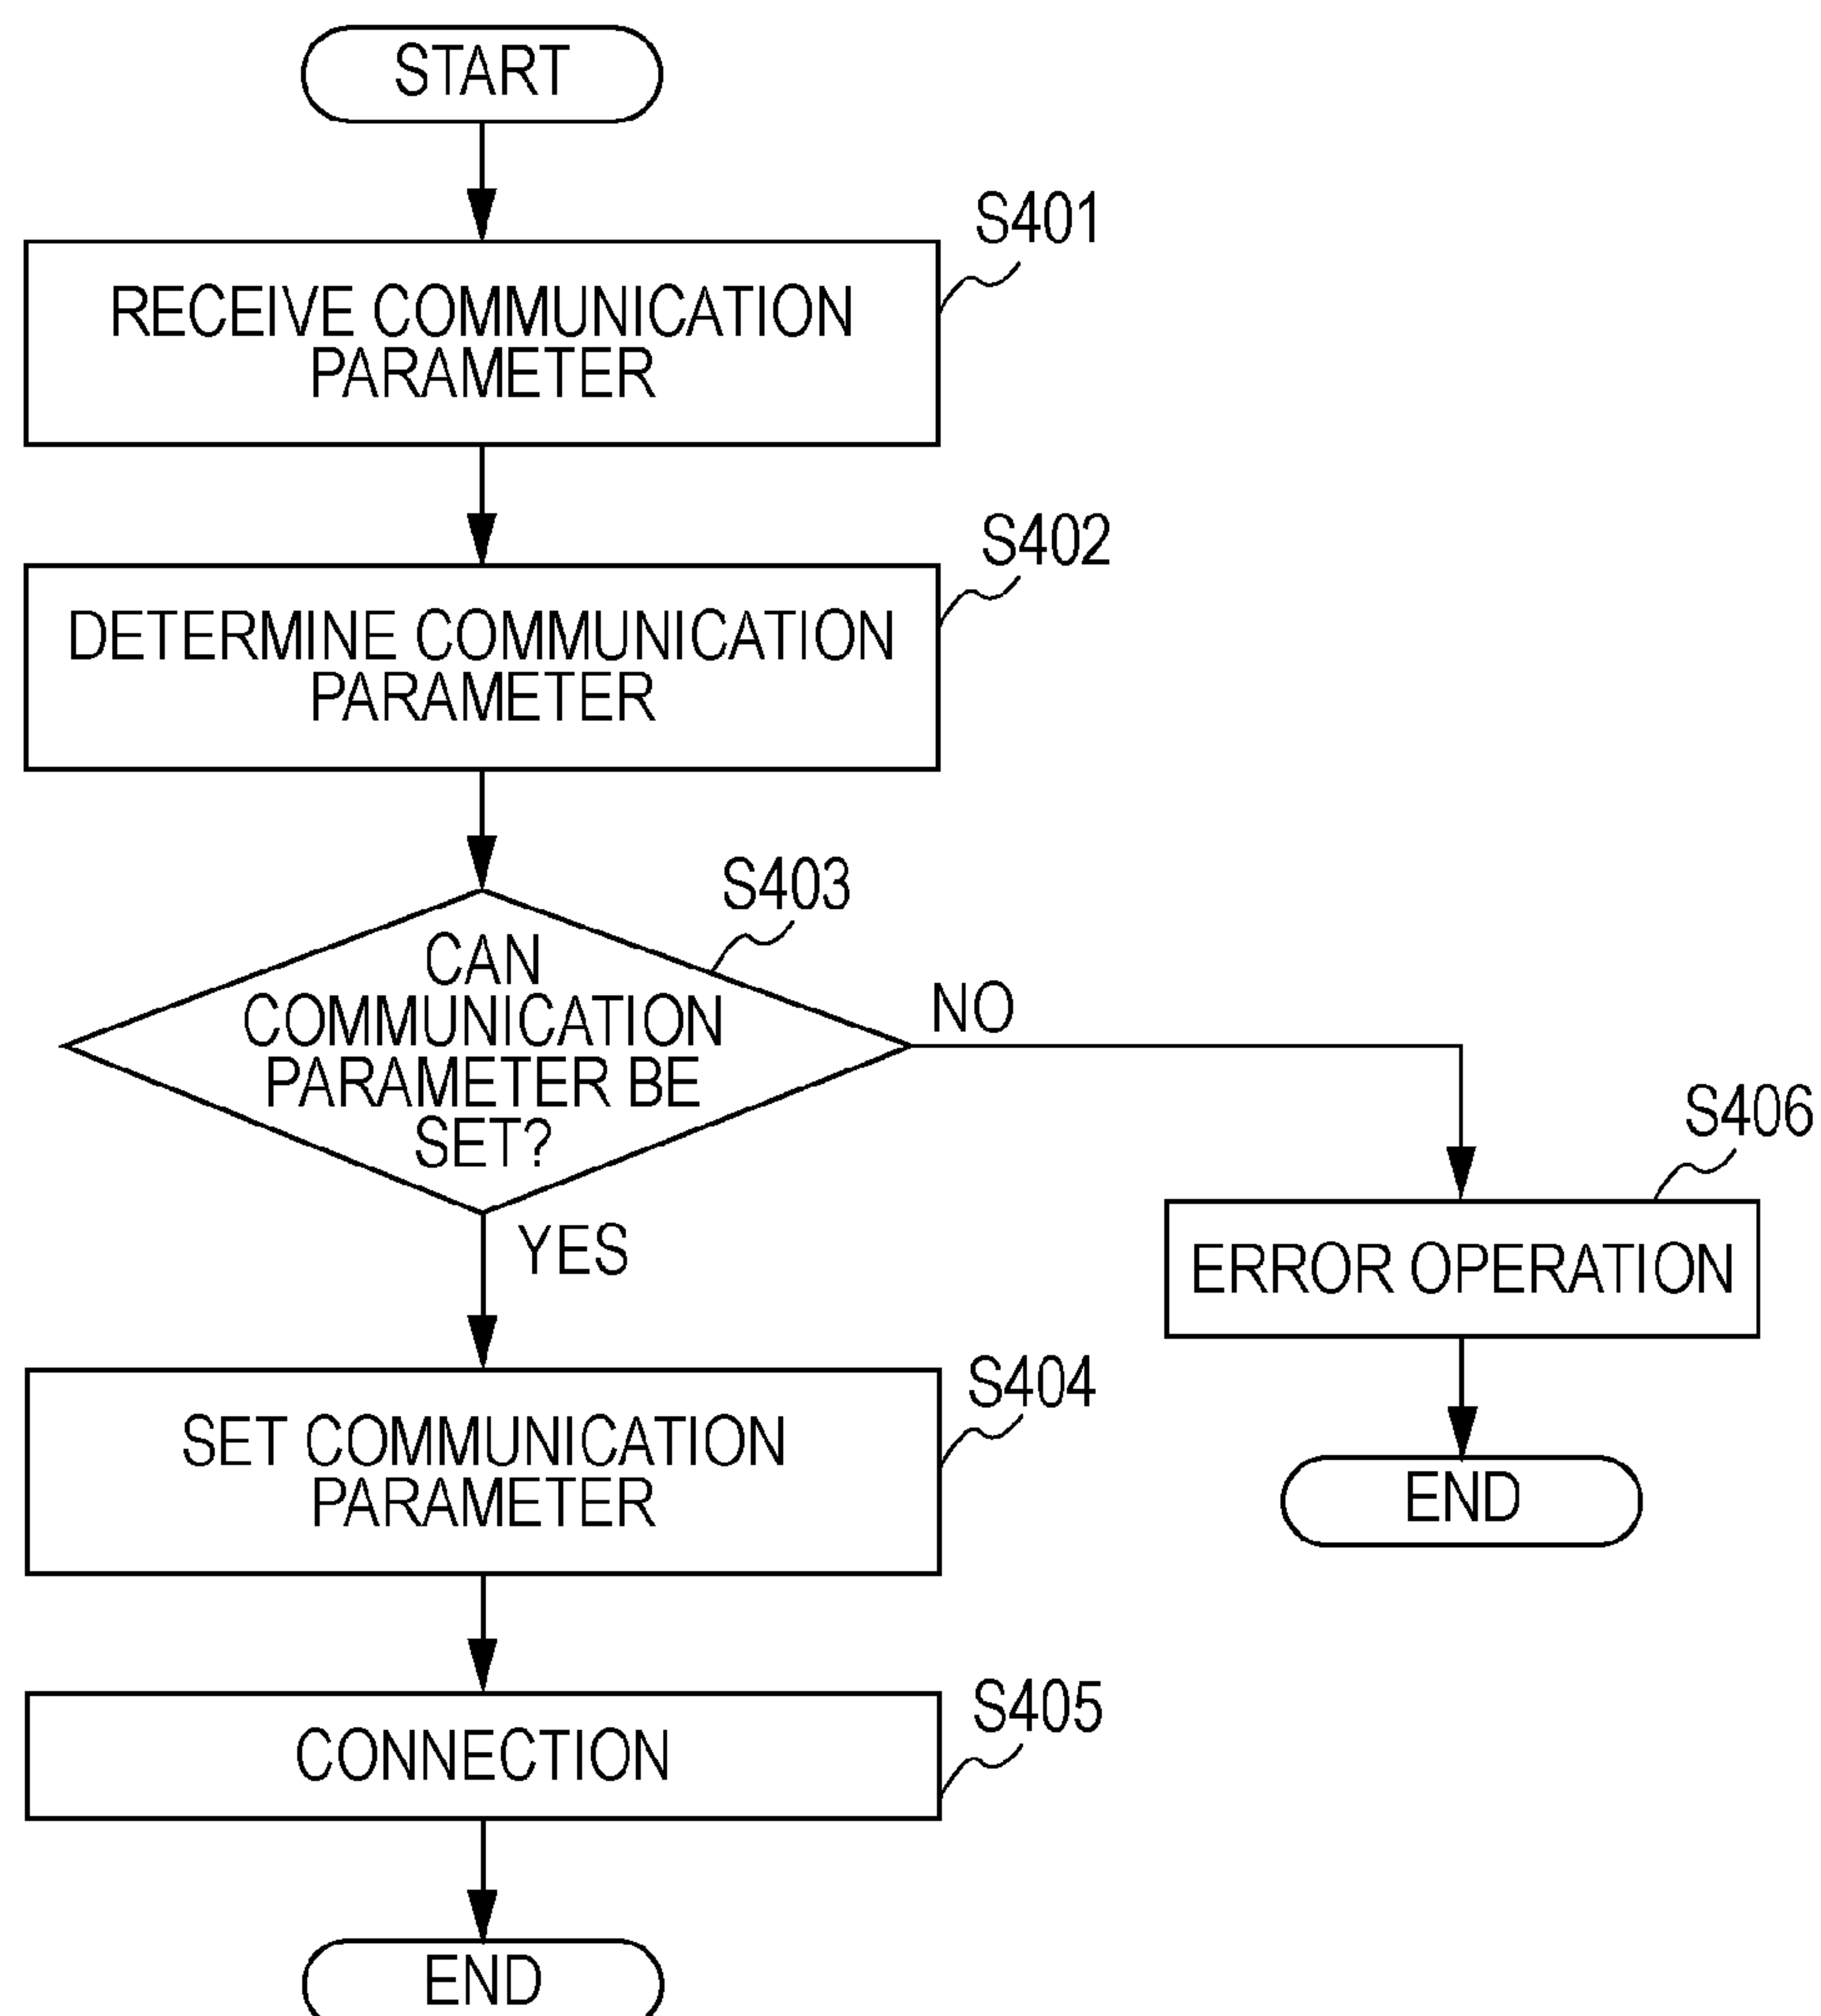 START
S401
RECEIVE COMMUNICATION
PARAMETER
S402
DETERMINE COMMUNICATION
PARAMETER
S403
CAN
COMMUNICATION
PARAMETER BE
SET?
NO
YES
S406
ERROR OPERATION
END
S404
SET COMMUNICATION
PARAMETER
S405
CONNECTION
END